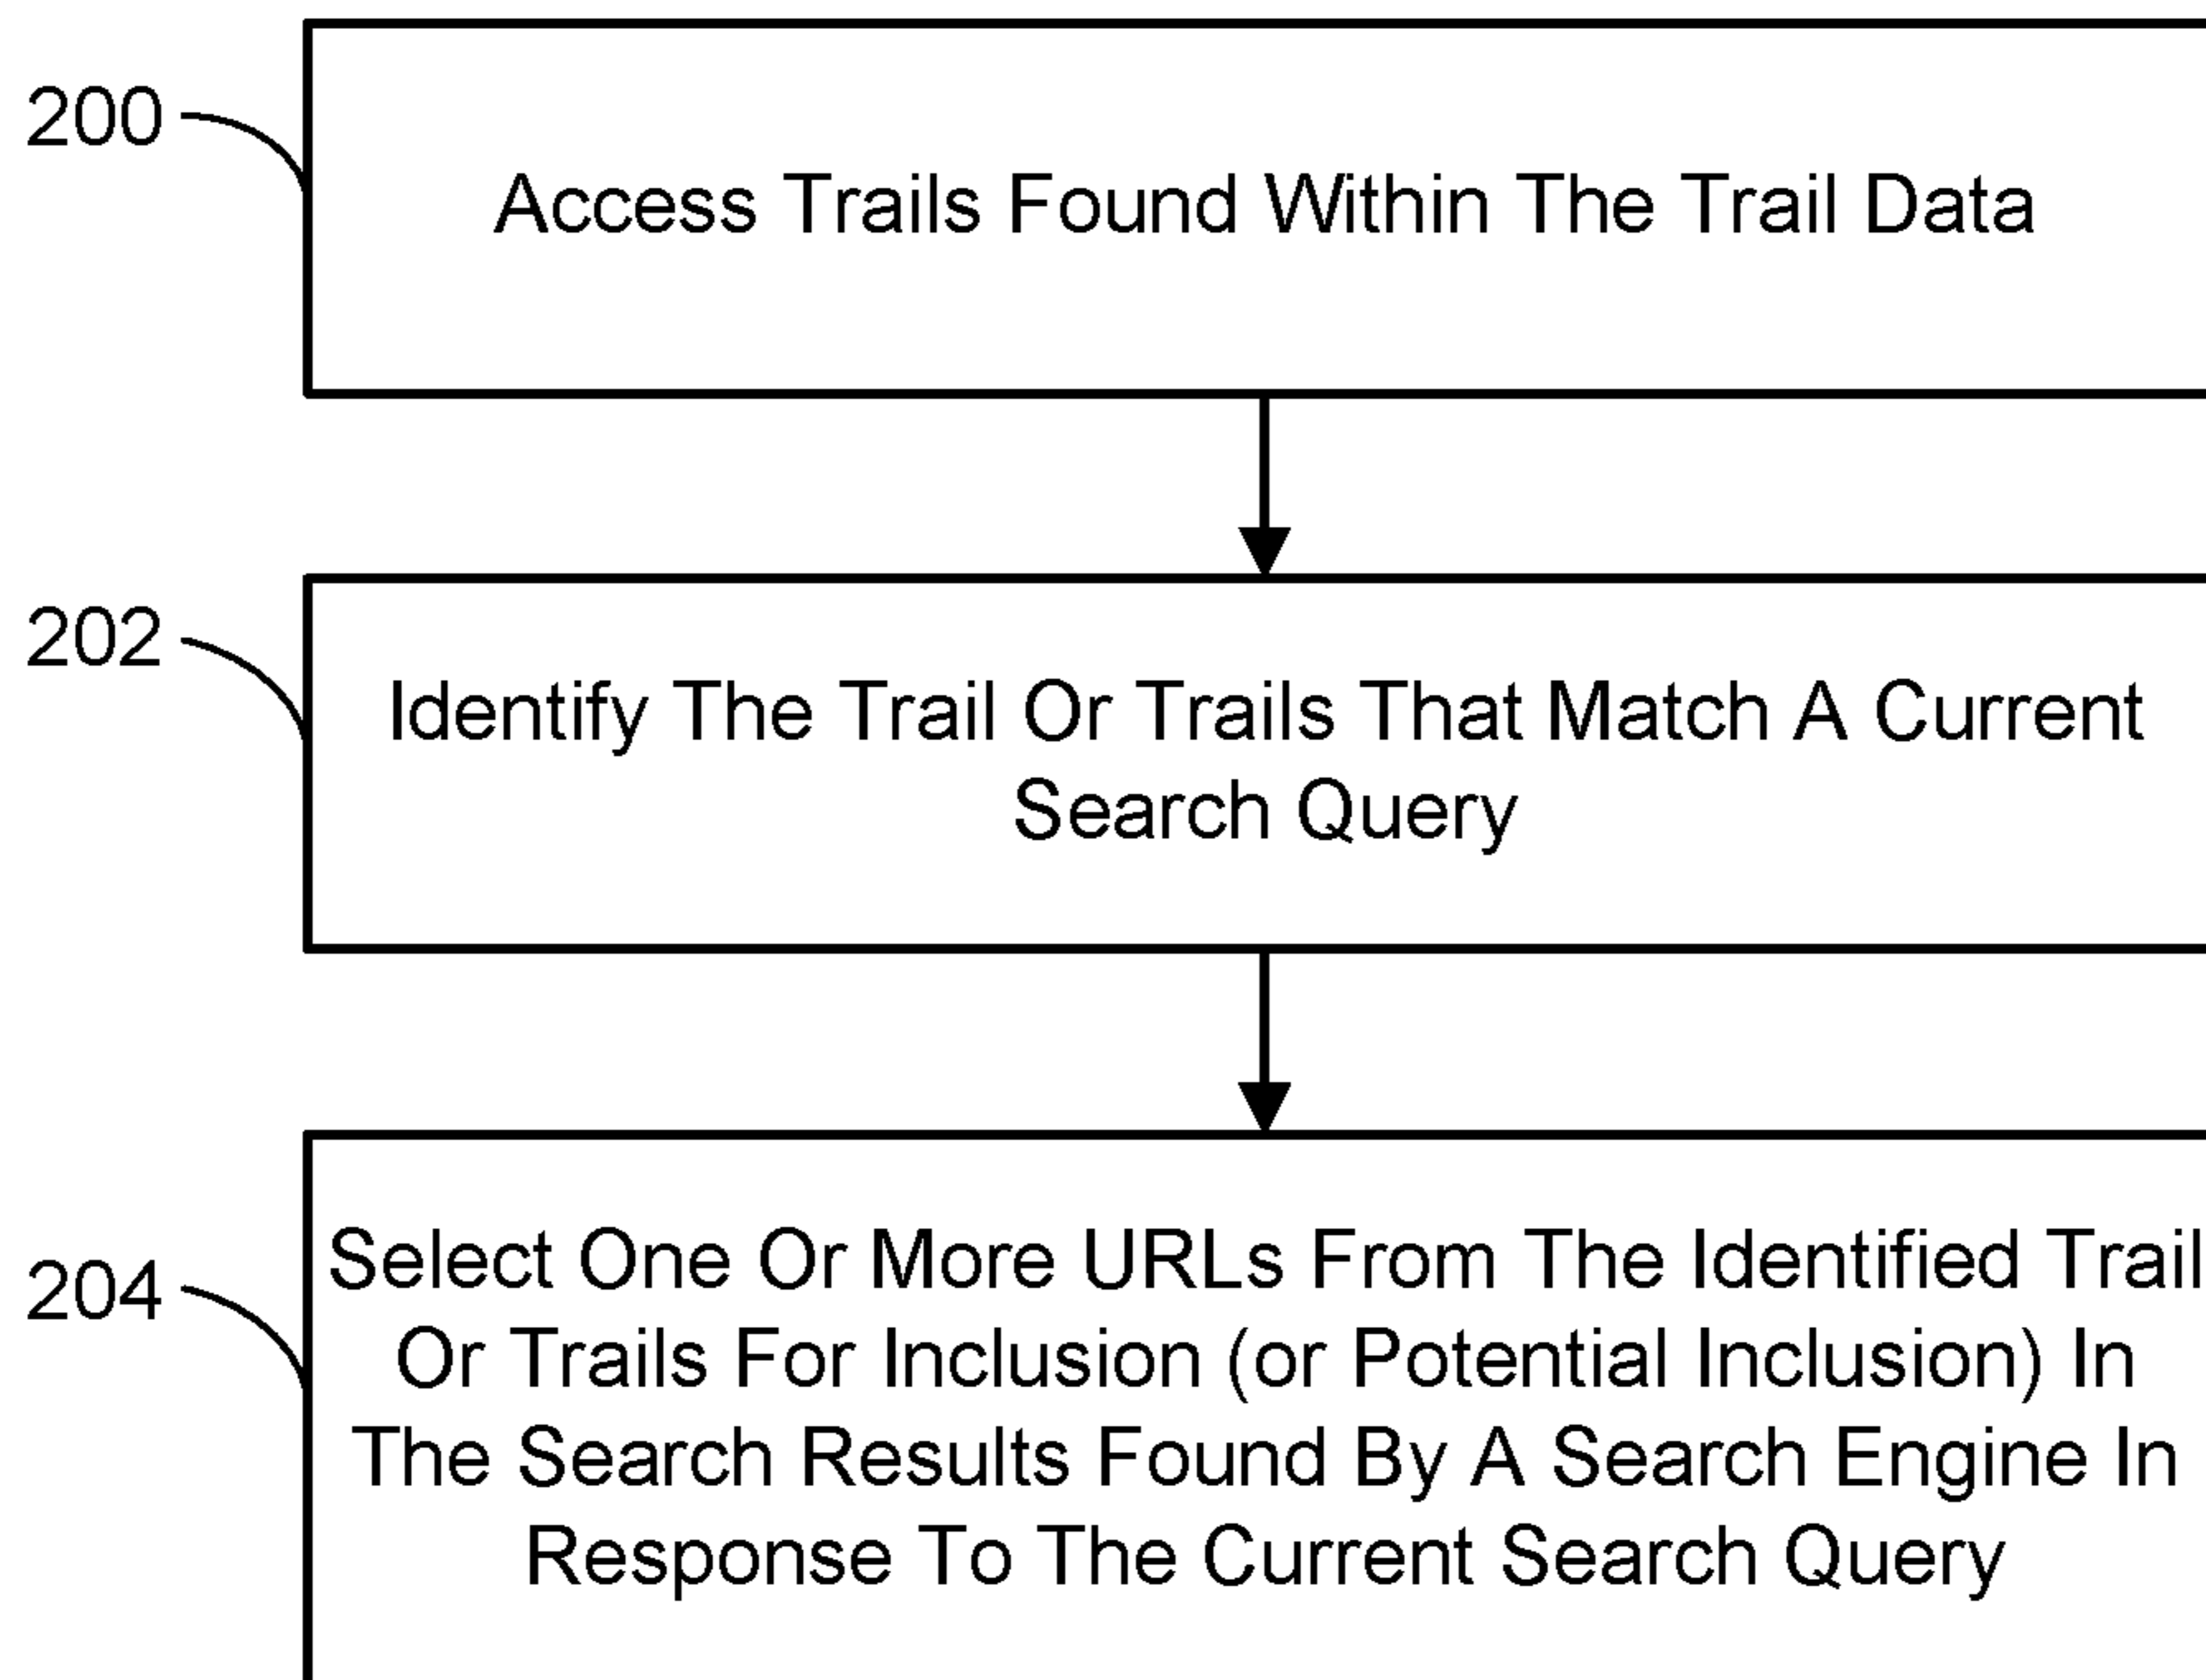 200
Access Trails Found Within The Trail Data
202
Identify The Trail Or Trails That Match A Current
Search Query
204
Select One Or More URLs From The Identified Trail
Or Trails For Inclusion (or Potential Inclusion) In
The Search Results Found By A Search Engine In
Response To The Current Search Query